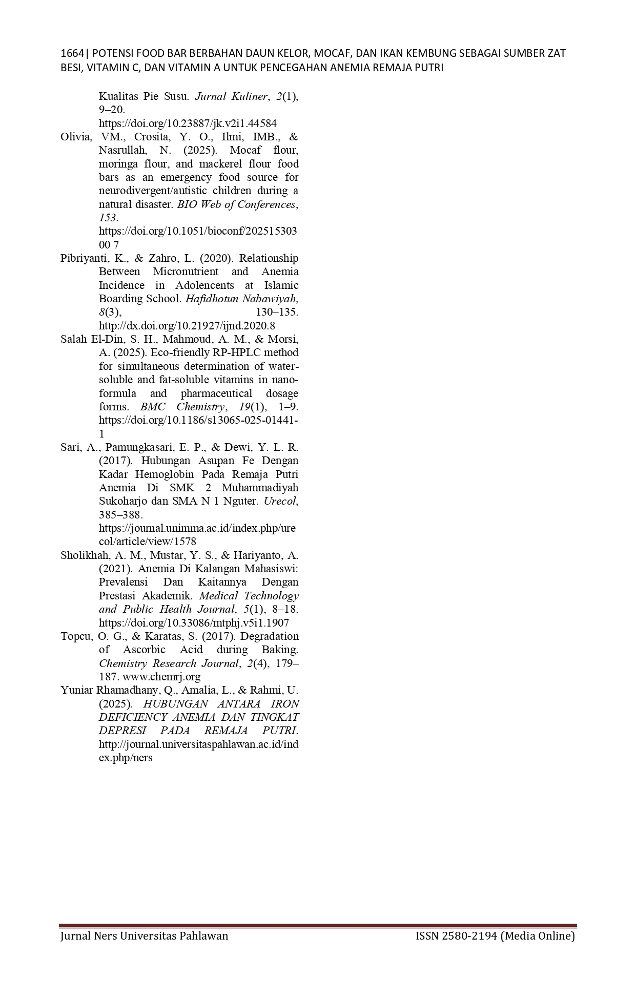 1664| POTENSI FOOD BAR BERBAHAN DAUN KELOR, MOCAF, DAN IKAN KEMBUNG SEBAGAI SUMBER ZAT
BESI, VITAMIN C, DAN VITAMIN A UNTUK PENCEGAHAN ANEMIA REMAJA PUTRI
Kualitas Pie Susu. Jurnal Kuliner, 2(1),
9–20.
https://doi.org/10.23887/jk.v2i1.44584
Olivia, VM., Crosita, Y. O., Ilmi, IMB., &
Nasrullah, N. (2025). Mocaf flour,
moringa flour, and mackerel flour food
bars as an emergency food source for
neurodivergent/autistic children during a
natural disaster. BIO Web of Conferences,
153.
https://doi.org/10.1051/bioconf/202515303
00 7
Pibriyanti, K., & Zahro, L. (2020). Relationship
Between Micronutrient and Anemia
Incidence in Adolencents at Islamic
Boarding School. Hafidhotun Nabawiyah,
8(3), 130–135.
http://dx.doi.org/10.21927/ijnd.2020.8
Salah El-Din, S. H., Mahmoud, A. M., & Morsi,
A. (2025). Eco-friendly RP-HPLC method
for simultaneous determination of water-
soluble and fat-soluble vitamins in nano-
formula and pharmaceutical dosage
forms. BMC Chemistry, 19(1), 1–9.
https://doi.org/10.1186/s13065-025-01441-
1
Sari, A., Pamungkasari, E. P., & Dewi, Y. L. R.
(2017). Hubungan Asupan Fe Dengan
Kadar Hemoglobin Pada Remaja Putri
Anemia Di SMK 2 Muhammadiyah
Sukoharjo dan SMA N 1 Nguter. Urecol,
385–388.
https://journal.unimma.ac.id/index.php/ure
col/article/view/1578
Sholikhah, A. M., Mustar, Y. S., & Hariyanto, A.
(2021). Anemia Di Kalangan Mahasiswi:
Prevalensi Dan Kaitannya Dengan
Prestasi Akademik. Medical Technology
and Public Health Journal, 5(1), 8–18.
https://doi.org/10.33086/mtphj.v5i1.1907
Topcu, O. G., & Karatas, S. (2017). Degradation
of Ascorbic Acid during Baking.
Chemistry Research Journal, 2(4), 179–
187. www.chemrj.org
Yuniar Rhamadhany, Q., Amalia, L., & Rahmi, U.
(2025). HUBUNGAN ANTARA IRON
DEFICIENCY ANEMIA DAN TINGKAT
DEPRESI PADA REMAJA PUTRI.
http://journal.universitaspahlawan.ac.id/ind
ex.php/ners
Jurnal Ners Universitas Pahlawan ISSN 2580-2194 (Media Online)